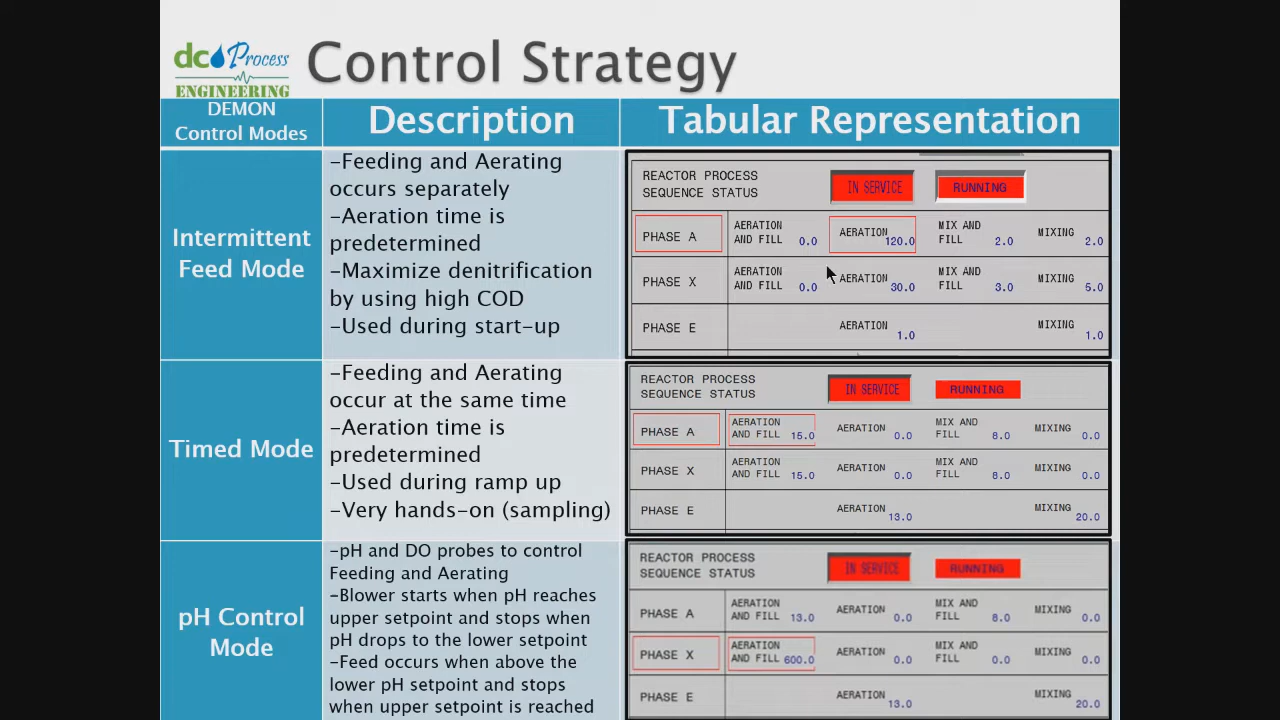 dc Process
ENGINEERING
Control Strategy
DEMON
Control Modes
Description
Tabular Representation
Intermittent
Feed Mode
-Feeding and Aerating
occurs separately
-Aeration time is
predetermined
-Maximize denitrification
by using high COD
-Used during start-up
REACTOR PROCESS
SEQUENCE STATUS
IN SERVICE
RUNNING
PHASE A
AERATION
AND FILL 0.0
AERATION
120.0
MIX AND
FILL 2.0
MIXING
2.0
PHASE X
AERATION
AND FILL 0.0
AERATION
30.0
MIX AND
FILL 3.0
MIXING
5.0
PHASE E
AERATION
1.0
MIXING
1.0
Timed Mode
-Feeding and Aerating
occur at the same time
-Aeration time is
predetermined
-Used during ramp up
-Very hands-on (sampling)
REACTOR PROCESS
SEQUENCE STATUS
IN SERVICE
RUNNING
PHASE A
AERATION
AND FILL 15.0
AERATION
0.0
MIX AND
FILL 8.0
MIXING
0.0
PHASE X
AERATION
AND FILL 15.0
AERATION
0.0
MIX AND
FILL 8.0
MIXING
0.0
PHASE E
AERATION
13.0
MIXING
20.0
pH Control
Mode
-pH and DO probes to control
Feeding and Aerating
-Blower starts when pH reaches
upper setpoint and stops when
pH drops to the lower setpoint
-Feed occurs when above the
lower pH setpoint and stops
when upper setpoint is reached
REACTOR PROCESS
SEQUENCE STATUS
IN SERVICE
RUNNING
PHASE A
AERATION
AND FILL 13.0
AERATION
0.0
MIX AND
FILL 8.0
MIXING
0.0
PHASE X
AERATION
AND FILL 600.0
AERATION
0.0
MIX AND
FILL 0.0
MIXING
0.0
PHASE E
AERATION
13.0
MIXING
20.0